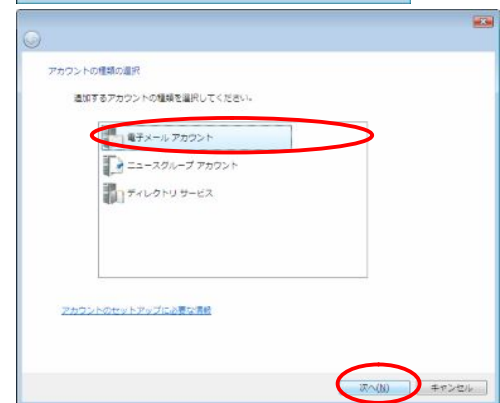 アカウントの種類の選択
追加するアカウントの種類を選択してください。
電子メール アカウント
ニュースグループ アカウント
ディレクトリ サービス
アカウントのセットアップに必要な情報
次へ(N)
キャンセル